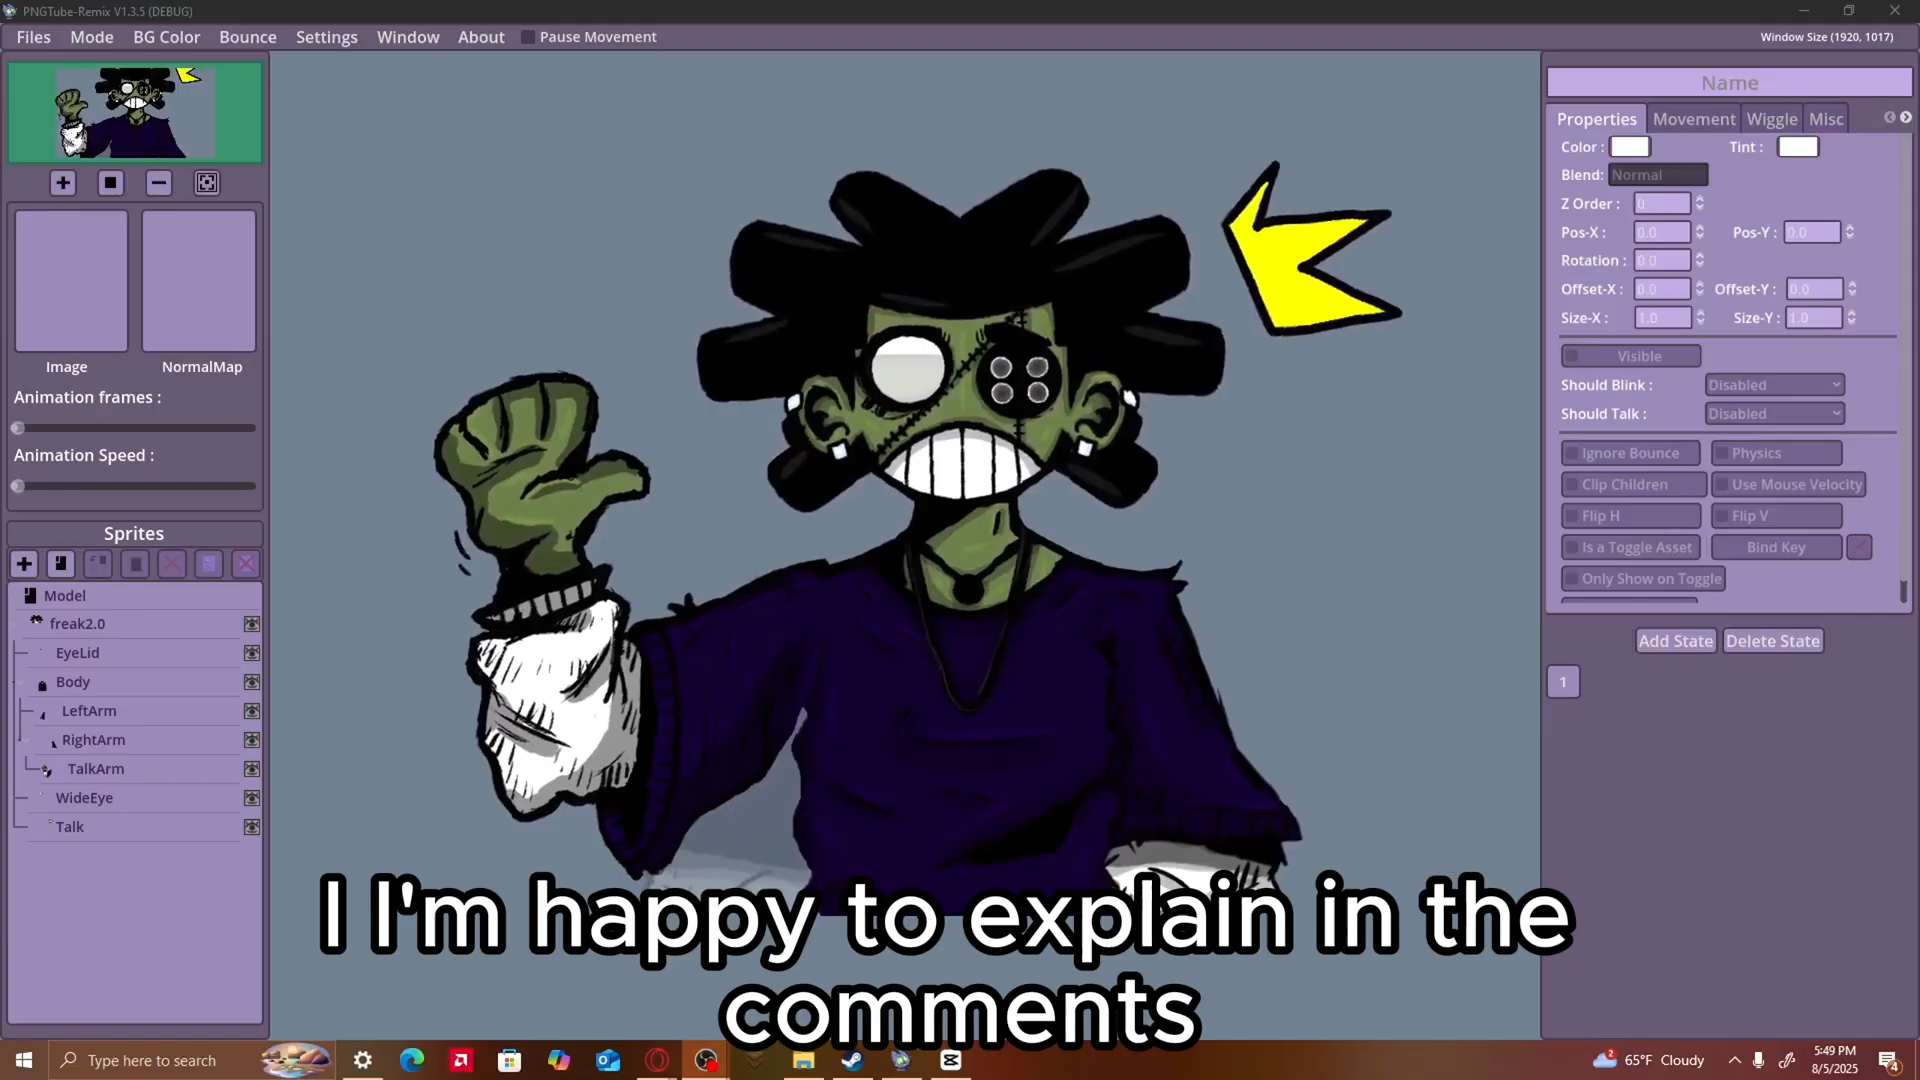 PNGTube-Remix V1.3.5 (DEBUG)
Files Mode BG Color Bounce Settings Window About Pause Movement
Window Size (1920, 1017)
Image NormalMap
Animation frames :
Animation Speed :
Sprites
Model
freak2.0
EyeLid
Body
LeftArm
RightArm
TalkArm
WideEye
Talk
Name
Properties Movement Wiggle Misc
Color : Tint :
Blend: Normal
Z Order : 0
Pos-X : 0.0 Pos-Y : 0.0
Rotation : 0.0
Offset-X : 0.0 Offset-Y : 0.0
Size-X : 1.0 Size-Y : 1.0
Visible
Should Blink : Disabled
Should Talk : Disabled
Ignore Bounce Physics
Clip Children Use Mouse Velocity
Flip H Flip V
Is a Toggle Asset Bind Key
Only Show on Toggle
Add State Delete State
1
I I'm happy to explain in the
comments
Type here to search
2
65°F Cloudy
5:49 PM
8/5/2025
4